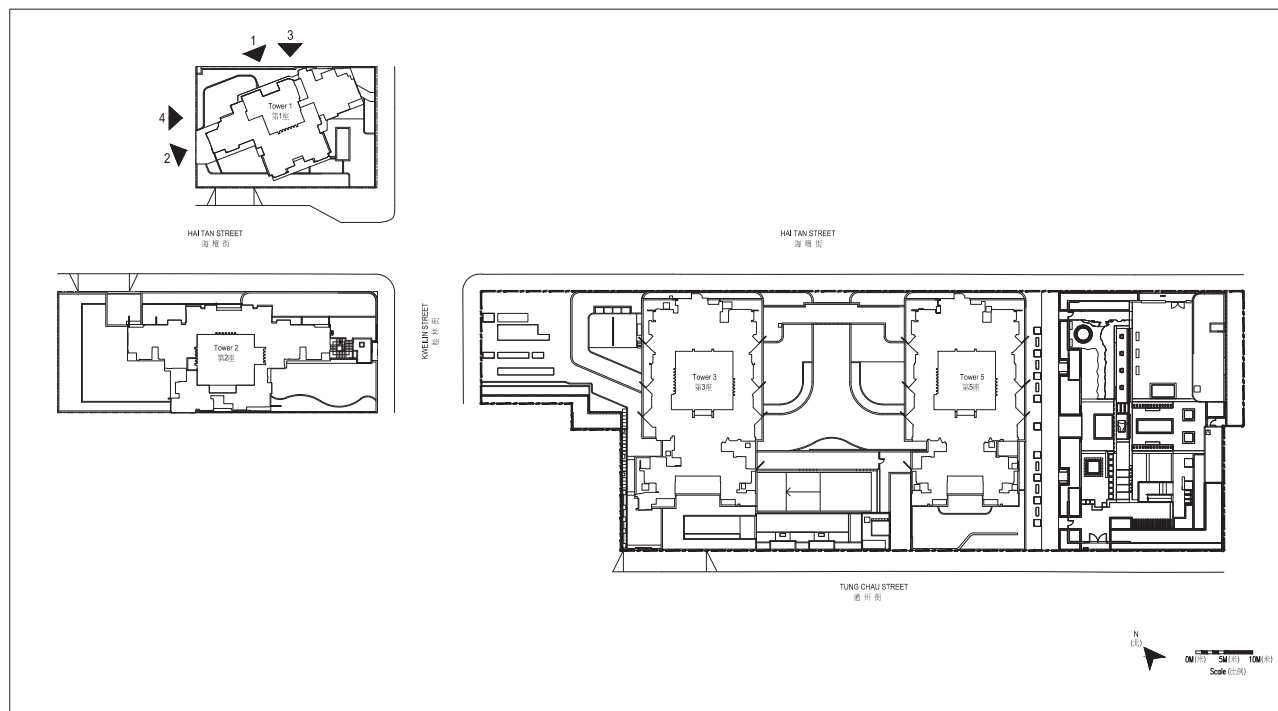 1
3
Tower 1
第1座
4
2
HAI TAN STREET
海壇街
HAI TAN STREET
海壇街
KWEILIN STREET
桂林街
Tower 2
第2座
Tower 3
第3座
Tower 5
第5座
TUNG CHAU STREET
通州街
N
(北)
0M(米) 5M(米) 10M(米)
Scale (比例)